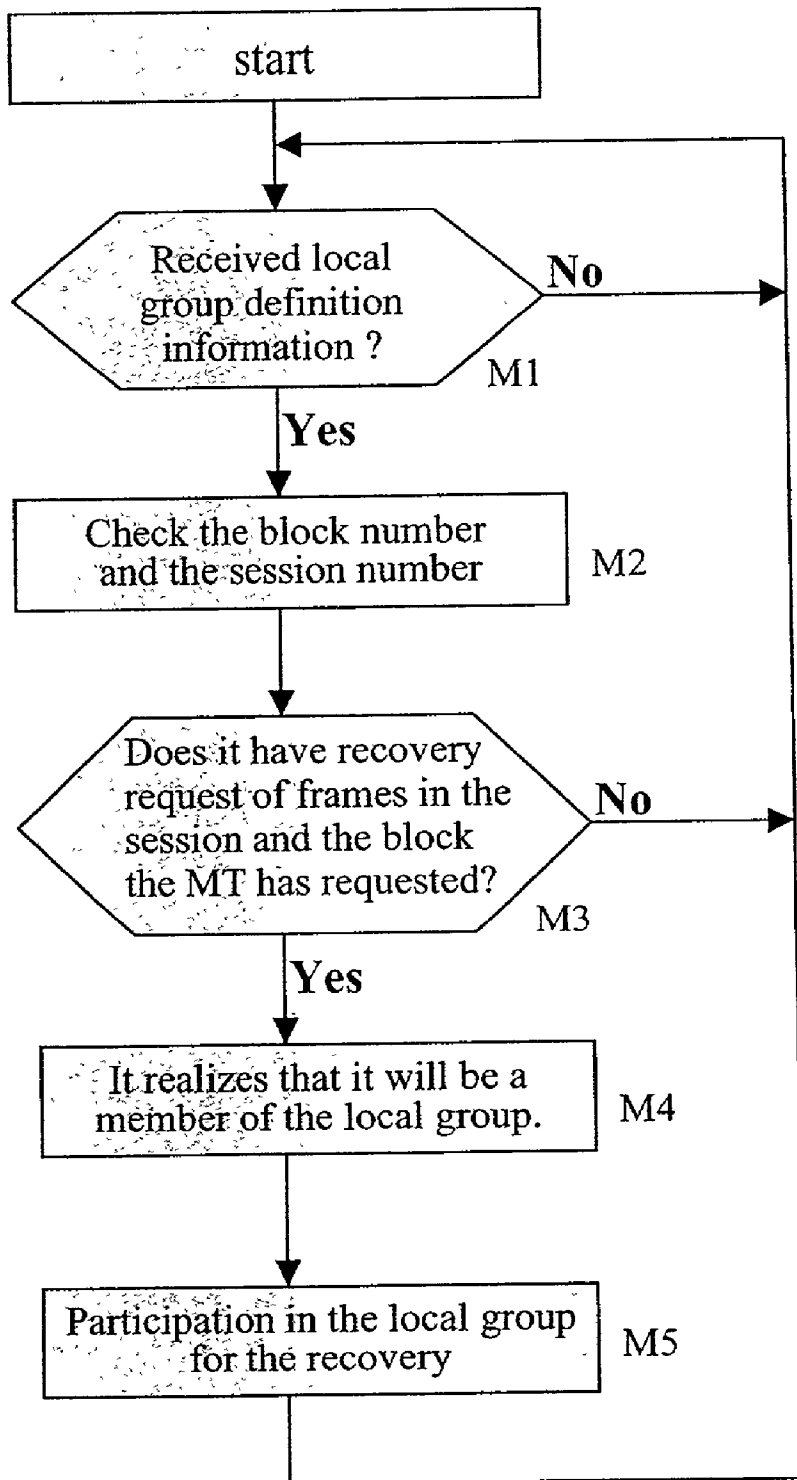 start
Received local
group definition
information ?
No
M1
Yes
Check the block number
and the session number
M2
Does it have recovery
request of frames in the
session and the block
the MT has requested?
No
M3
Yes
It realizes that it will be a
member of the local group.
M4
Participation in the local group
for the recovery
M5